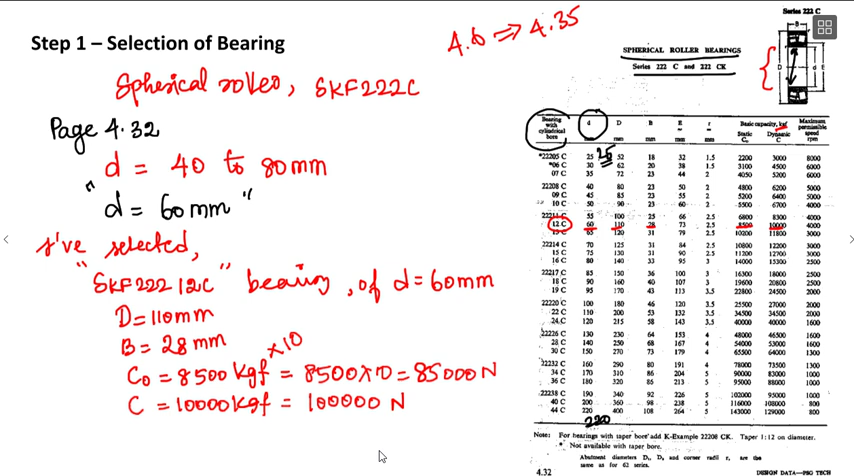 Step 1 – Selection of Bearing
4.6 ⇒ 4.35
Spherical roller, SKF222C
Page 4.32
d = 40 to 80mm
"d = 60mm"
I've selected,
"SKF22212C" bearing, of d=60mm
D=110mm
B=28mm
C0=8500kgf = 8500X10=85000N
×10
C=10000kgf = 100000 N
Series 222 C
B
D d E
SPHERICAL ROLLER BEARINGS
Series 222 C and 222 CK
Bearing with cylindrical bore d D B E r Basic capacity, kgf Maximum permissible speed rpm
mm mm mm mm mm Static C0 Dynamic C
*22205 C 25 25 52 18 32 1.5 2200 3000 8000
*06 C 30 62 20 38 1.5 3100 4500 6000
07 C 35 72 23 44 2 4050 5200 6000
22208 C 40 80 23 50 2 4800 6200 5000
09 C 45 85 23 55 2 5200 6400 5000
10 C 50 90 23 60 2 5500 6700 4000
22211 C 55 100 25 66 2.5 6800 8300 4000
12 C 60 110 28 73 2.5 8500 10000 4000
13 C 65 120 31 79 2.5 10200 11800 3000
22214 C 70 125 31 84 2.5 10800 12200 3000
15 C 75 130 31 90 2.5 11200 12700 3000
16 C 80 140 33 95 3 14000 15300 2500
22217 C 85 150 36 100 3 16300 18000 2500
18 C 90 160 40 107 3 19600 20800 2500
19 C 95 170 43 113 3.5 22800 24500 2000
22220 C 100 180 46 120 3.5 25500 27000 2000
22 C 110 200 53 132 3.5 34500 34500 2000
24 C 120 215 58 143 3.5 40000 40000 1600
22226 C 130 230 64 153 4 48000 46500 1600
28 C 140 250 68 167 4 54000 53000 1600
30 C 150 270 73 179 4 65500 64000 1300
22232 C 160 290 80 191 4 78000 73500 1300
34 C 170 310 86 204 5 90000 83000 1000
36 C 180 320 86 213 5 95000 88000 1000
22238 C 190 340 92 226 5 102000 95000 1000
40 C 200 360 98 238 5 116000 108000 800
44 C 220 400 108 264 5 143000 129000 800
220
Note: For bearings with taper bore add K-Example 22208 CK. Taper 1:12 on diameter.
* Not available with taper bore.
Abutment diameters D, D, and corner radii r, are the
same as for 62 series.
4.32 DESIGN DATA—PSG TECH